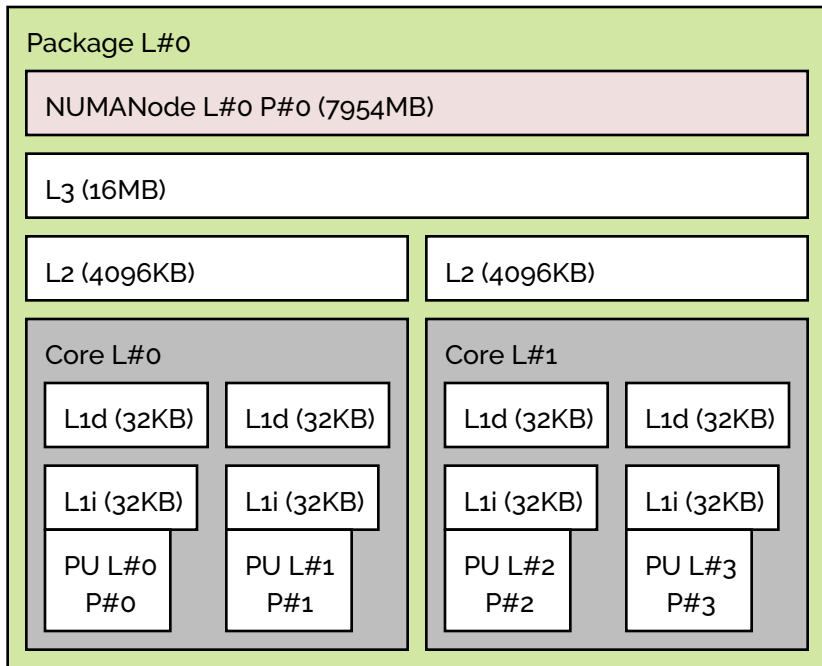 Package L#0
NUMANode L#0 P#0 (7954MB)
L3 (16MB)
L2 (4096KB)
L2 (4096KB)
Core L#0
L1d (32KB)
L1d (32KB)
L1i (32KB)
L1i (32KB)
PU L#0
P#0
PU L#1
P#1
Core L#1
L1d (32KB)
L1d (32KB)
L1i (32KB)
L1i (32KB)
PU L#2
P#2
PU L#3
P#3